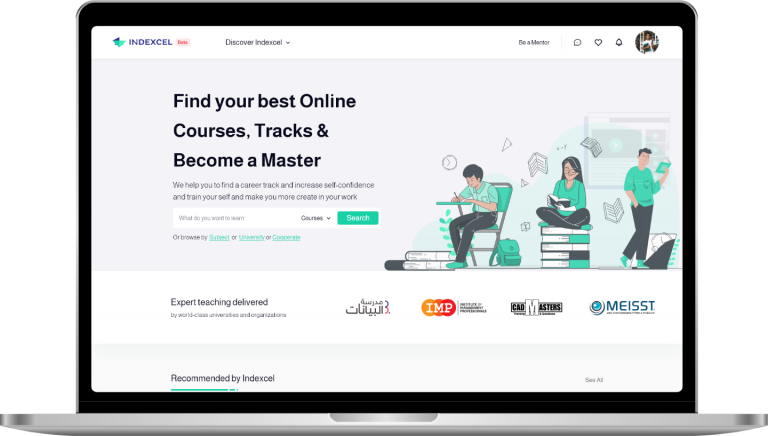 INDEXCEL Beta
Discover Indexcel
Be a Mentor
Find your best Online
Courses, Tracks &
Become a Master
We help you to find a career track and increase self-confidence
and train your self and make you more create in your work
What do you want to learn
Courses
Search
Or browse by Subject or University or Cooperate
Expert teaching delivered
by world-class universities and organizations
مدرسة
البيانات
IMP
INSTITUTE OF
MANAGEMENT
PROFESSIONALS
CAD MASTERS
MEISST
Recommended by Indexcel
See All